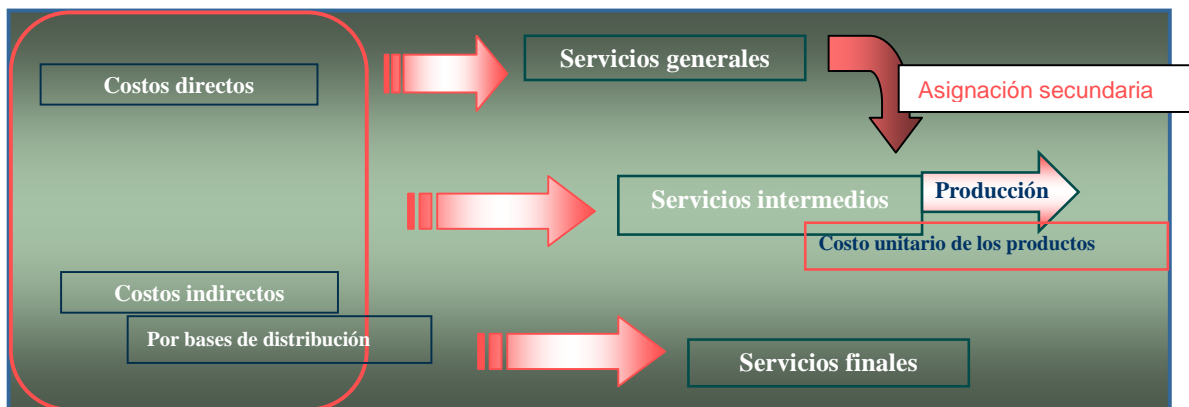 Servicios generales
Costos directos
Asignación secundaria
Servicios intermedios
Producción
Costo unitario de los productos
Costos indirectos
Por bases de distribución
Servicios finales